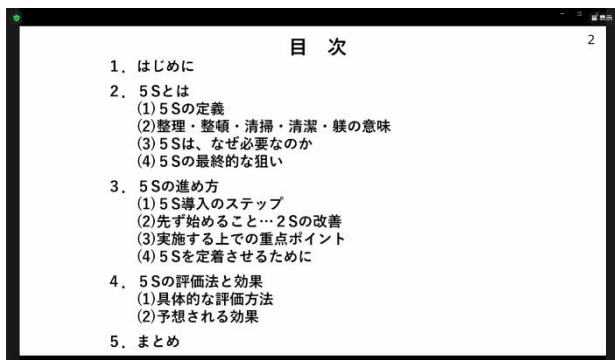 表示
2
目 次
1．はじめに
2．５Sとは
(1)５Sの定義
(2)整理・整頓・清掃・清潔・躾の意味
(3)５Sは、なぜ必要なのか
(4)５Sの最終的な狙い
3．５Sの進め方
(1)５S導入のステップ
(2)先ず始めること…２Sの改善
(3)実施する上での重点ポイント
(4)５Sを定着させるために
4．５Sの評価法と効果
(1)具体的な評価方法
(2)予想される効果
5．まとめ